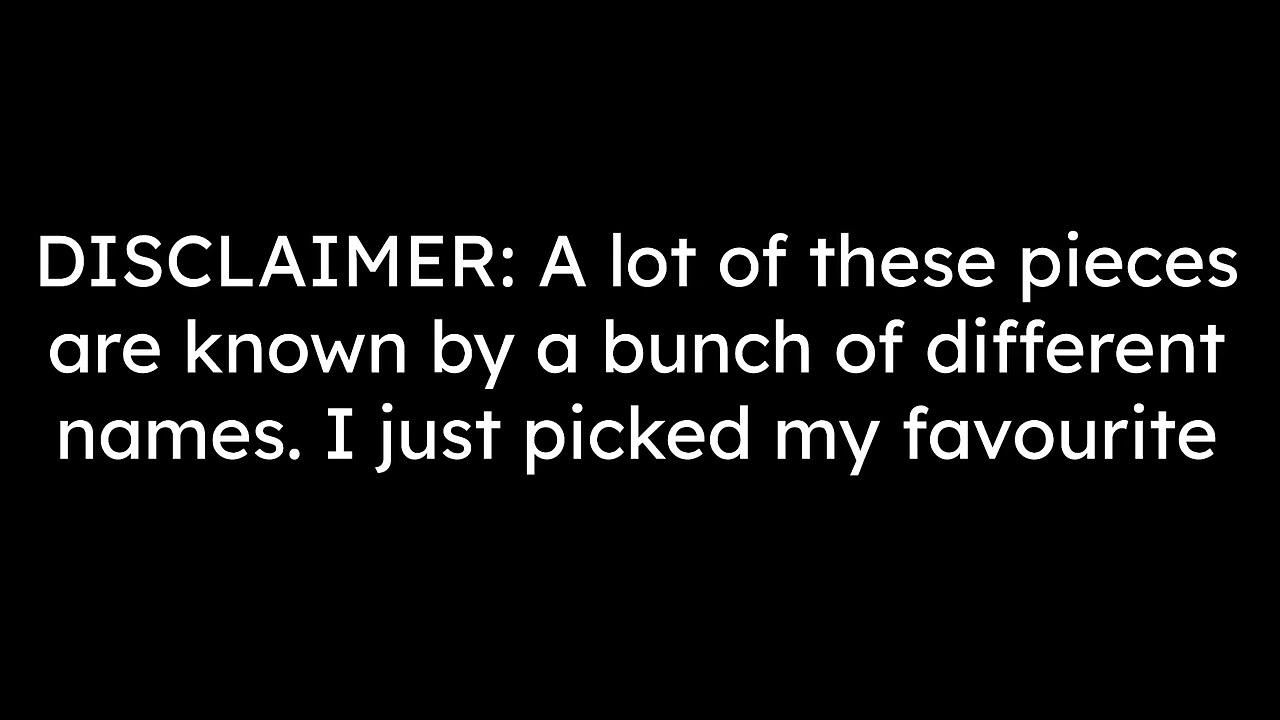 DISCLAIMER: A lot of these pieces
are known by a bunch of different
names. I just picked my favourite